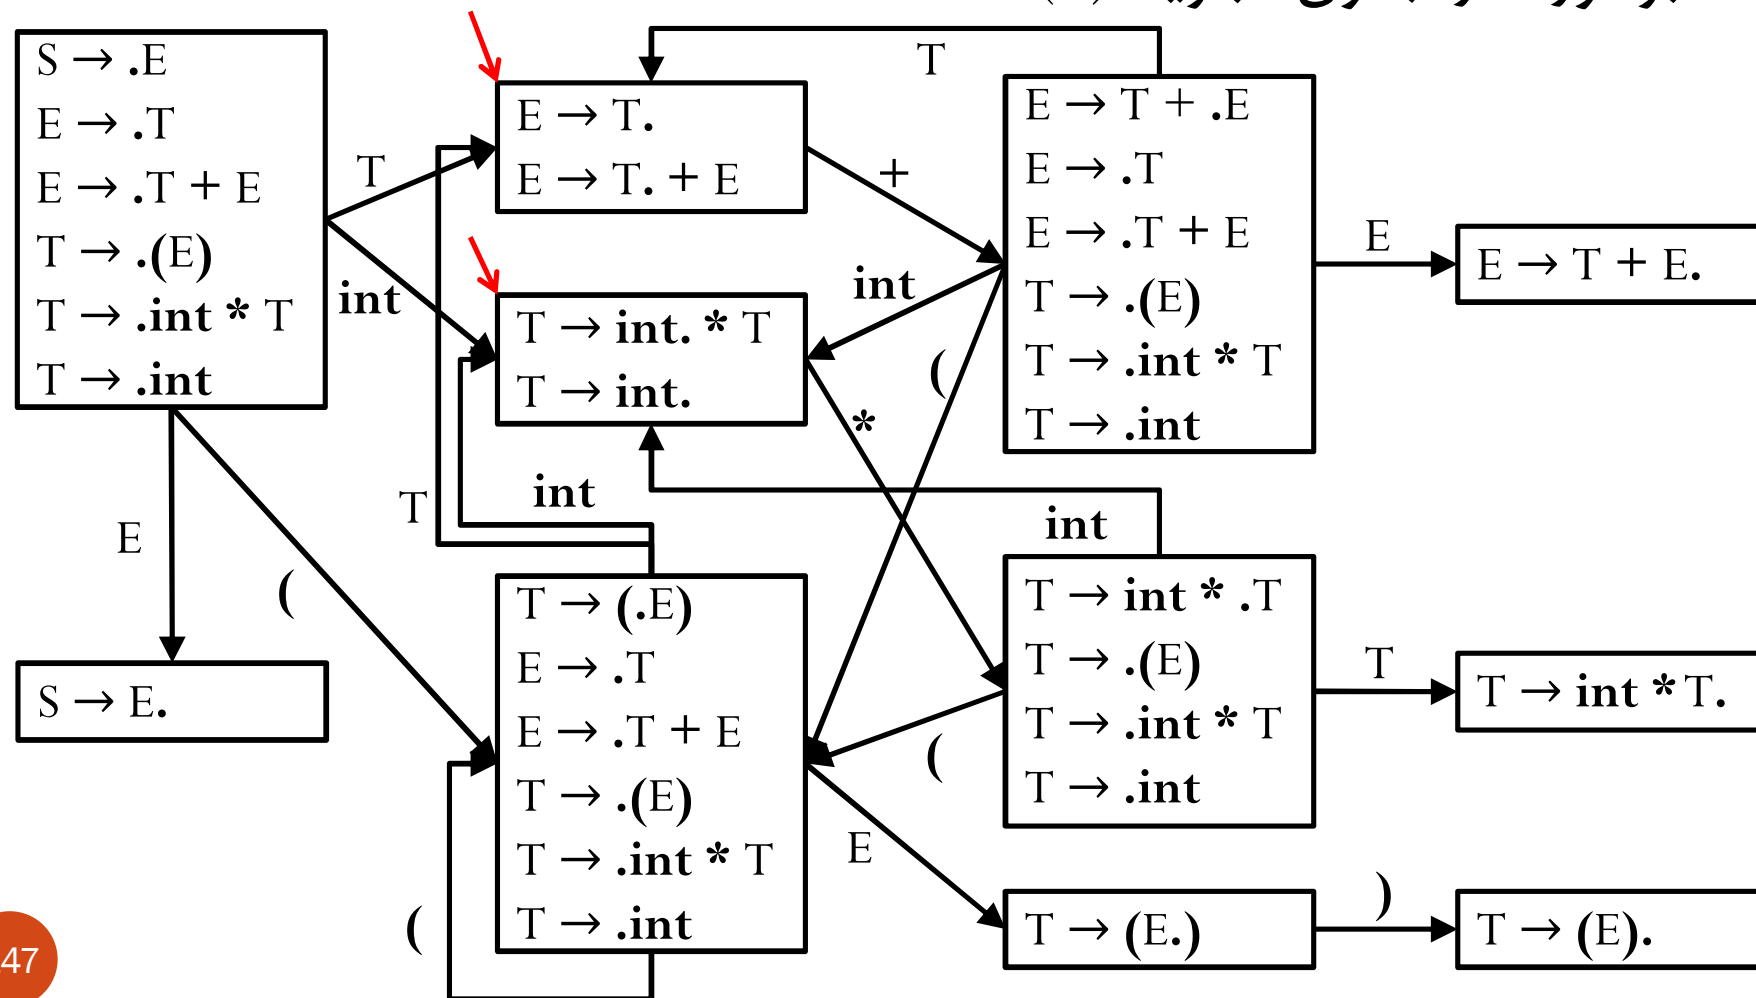 S → .E
E → .T
E → .T + E
T → .(E)
T → .int * T
T → .int
T
int
E
(
S → E.
E → T.
E → T. + E
T → int. * T
T → int.
T
int
T → (.E)
E → .T
E → .T + E
T → .(E)
T → .int * T
T → .int
(
T
+
int
(
*
int
(
E
E → T + .E
E → .T
E → .T + E
T → .(E)
T → .int * T
T → .int
E
E → T + E.
T → int * .T
T → .(E)
T → .int * T
T → .int
T
T → int * T.
T → (E.)
)
T → (E).
47